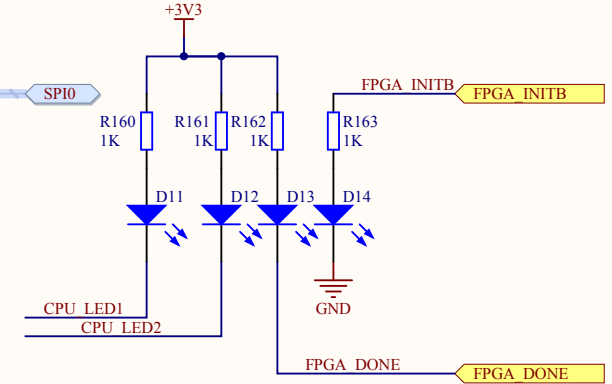 +3V3
FPGA_INITB
FPGA_INITB
SPI0
R160
1K
R161
1K
R162
1K
R163
1K
D11
D12
D13
D14
GND
CPU_LED1
CPU_LED2
FPGA_DONE
FPGA_DONE